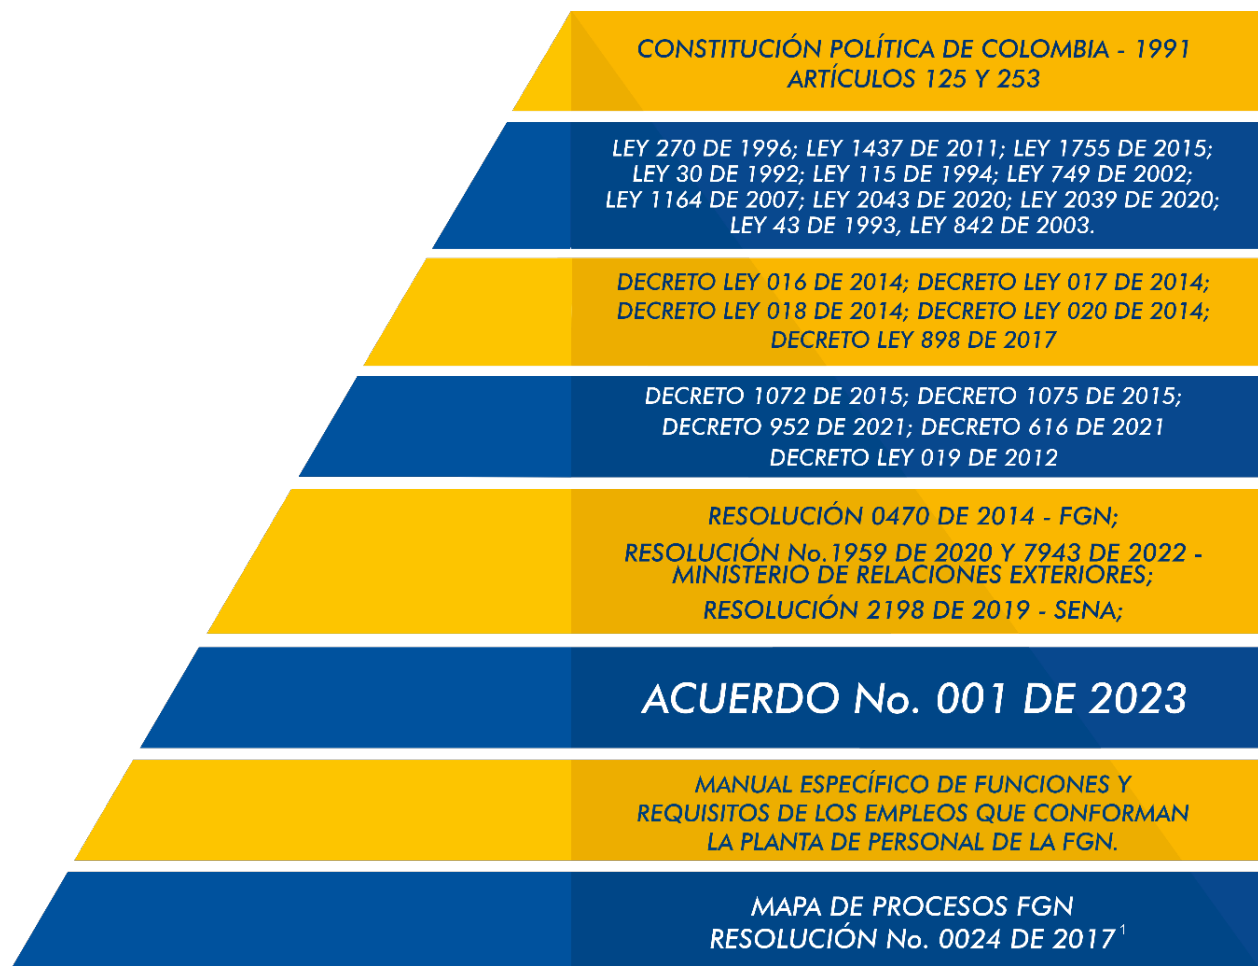 CONSTITUCIÓN POLÍTICA DE COLOMBIA - 1991
ARTÍCULOS 125 Y 253
LEY 270 DE 1996; LEY 1437 DE 2011; LEY 1755 DE 2015;
LEY 30 DE 1992; LEY 115 DE 1994; LEY 749 DE 2002;
LEY 1164 DE 2007; LEY 2043 DE 2020; LEY 2039 DE 2020;
LEY 43 DE 1993, LEY 842 DE 2003.
DECRETO LEY 016 DE 2014; DECRETO LEY 017 DE 2014;
DECRETO LEY 018 DE 2014; DECRETO LEY 020 DE 2014;
DECRETO LEY 898 DE 2017
DECRETO 1072 DE 2015; DECRETO 1075 DE 2015;
DECRETO 952 DE 2021; DECRETO 616 DE 2021
DECRETO LEY 019 DE 2012
RESOLUCIÓN 0470 DE 2014 - FGN;
RESOLUCIÓN No.1959 DE 2020 Y 7943 DE 2022 -
MINISTERIO DE RELACIONES EXTERIORES;
RESOLUCIÓN 2198 DE 2019 - SENA;
ACUERDO No. 001 DE 2023
MANUAL ESPECÍFICO DE FUNCIONES Y
REQUISITOS DE LOS EMPLEOS QUE CONFORMAN
LA PLANTA DE PERSONAL DE LA FGN.
MAPA DE PROCESOS FGN
RESOLUCIÓN No. 0024 DE 2017¹